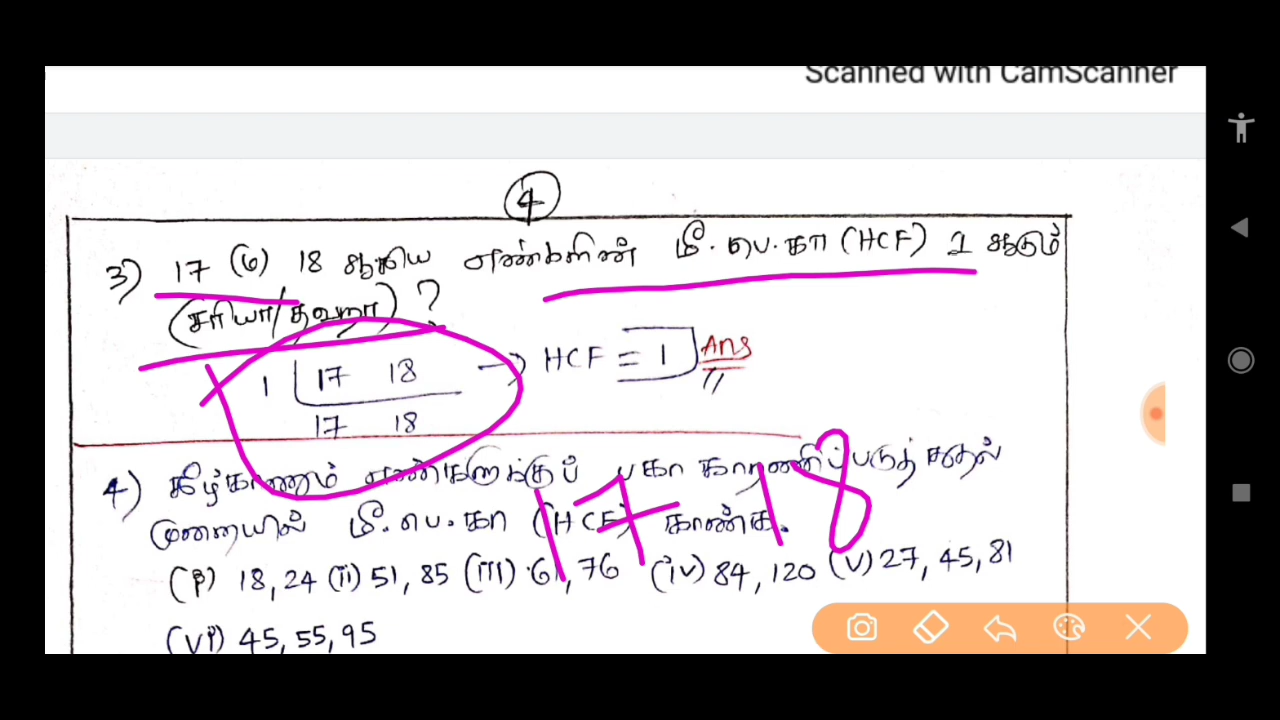 Scanned with CamScanner
4
3) 17 (ம) 18 ஆகிய எண்களின் மீ.பெ.கா (HCF) 1 ஆகும்
(சரியா/தவறா) ?
1 17 18 → HCF = 1 Ans
17 18
4) கீழ்காணும் எண்களுக்குப் பகா காரணிப்படுத்துதல்
முறையில் மீ.பெ.கா (HCF) காண்க.
17 18
(i) 18, 24 (ii) 51, 85 (iii) 61, 76 (iv) 84, 120 (v) 27, 45, 81
(vi) 45, 55, 95